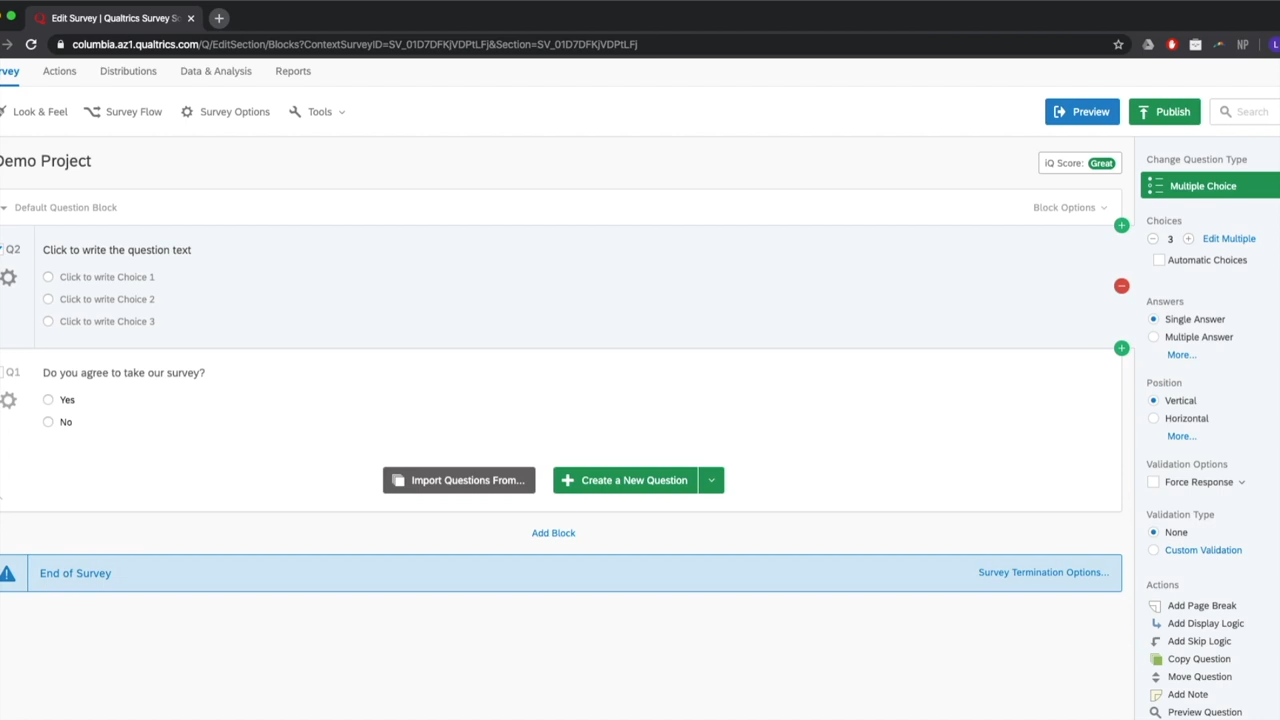 Edit Survey | Qualtrics Survey So
columbia.az1.qualtrics.com/Q/EditSection/Blocks?ContextSurveyID=SV_01D7DFKjVDPtLFj&Section=SV_01D7DFKjVDPtLFj
NP
L
rvey Actions Distributions Data & Analysis Reports
Look & Feel Survey Flow Survey Options Tools Preview Publish Search
Demo Project
iQ Score: Great
Change Question Type
Multiple Choice
Default Question Block
Block Options
Choices
3 Edit Multiple
Automatic Choices
Q2 Click to write the question text
Click to write Choice 1
Click to write Choice 2
Click to write Choice 3
Answers
Single Answer
Multiple Answer
More...
Q1 Do you agree to take our survey?
Yes
No
Position
Vertical
Horizontal
More...
Import Questions From... Create a New Question
Validation Options
Force Response
Validation Type
None
Custom Validation
Add Block
End of Survey
Survey Termination Options...
Actions
Add Page Break
Add Display Logic
Add Skip Logic
Copy Question
Move Question
Add Note
Preview Question